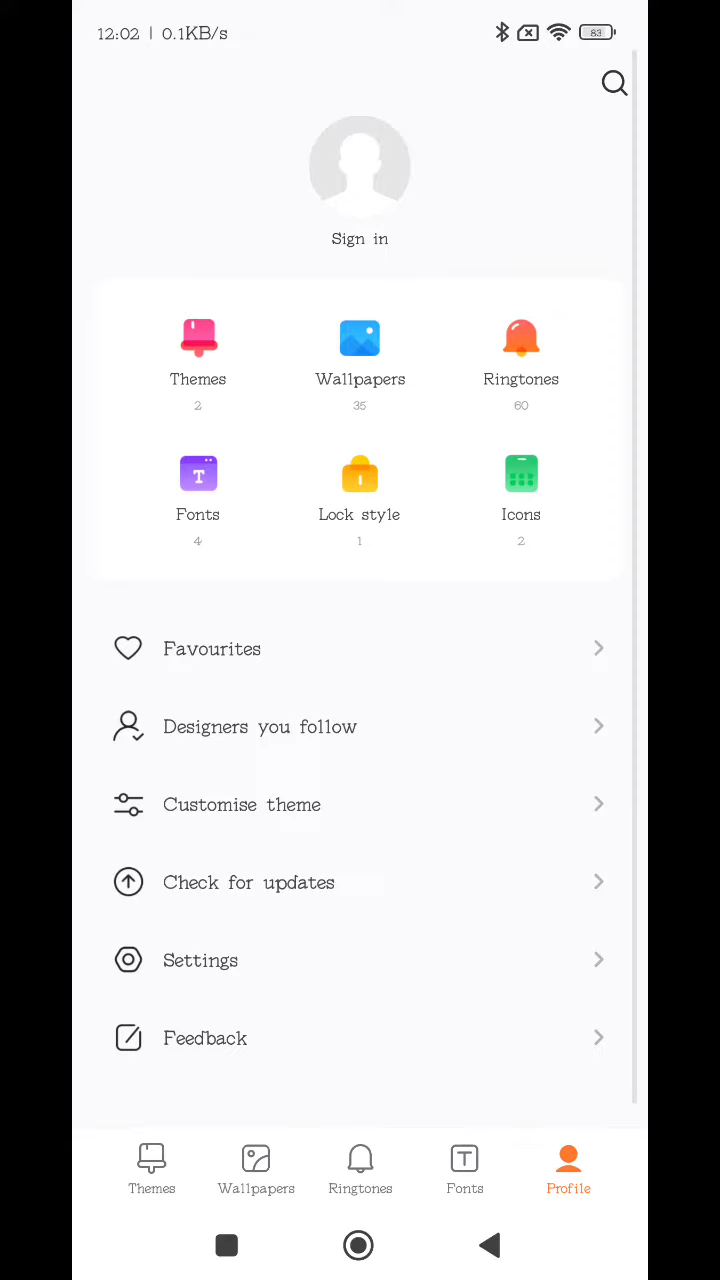 12:02 | 0.1KB/s 83
Sign in
Themes Wallpapers Ringtones
2 35 60
T
Fonts Lock style Icons
4 1 2
Favourites
Designers you follow
Customise theme
Check for updates
Settings
Feedback
T
Themes Wallpapers Ringtones Fonts Profile